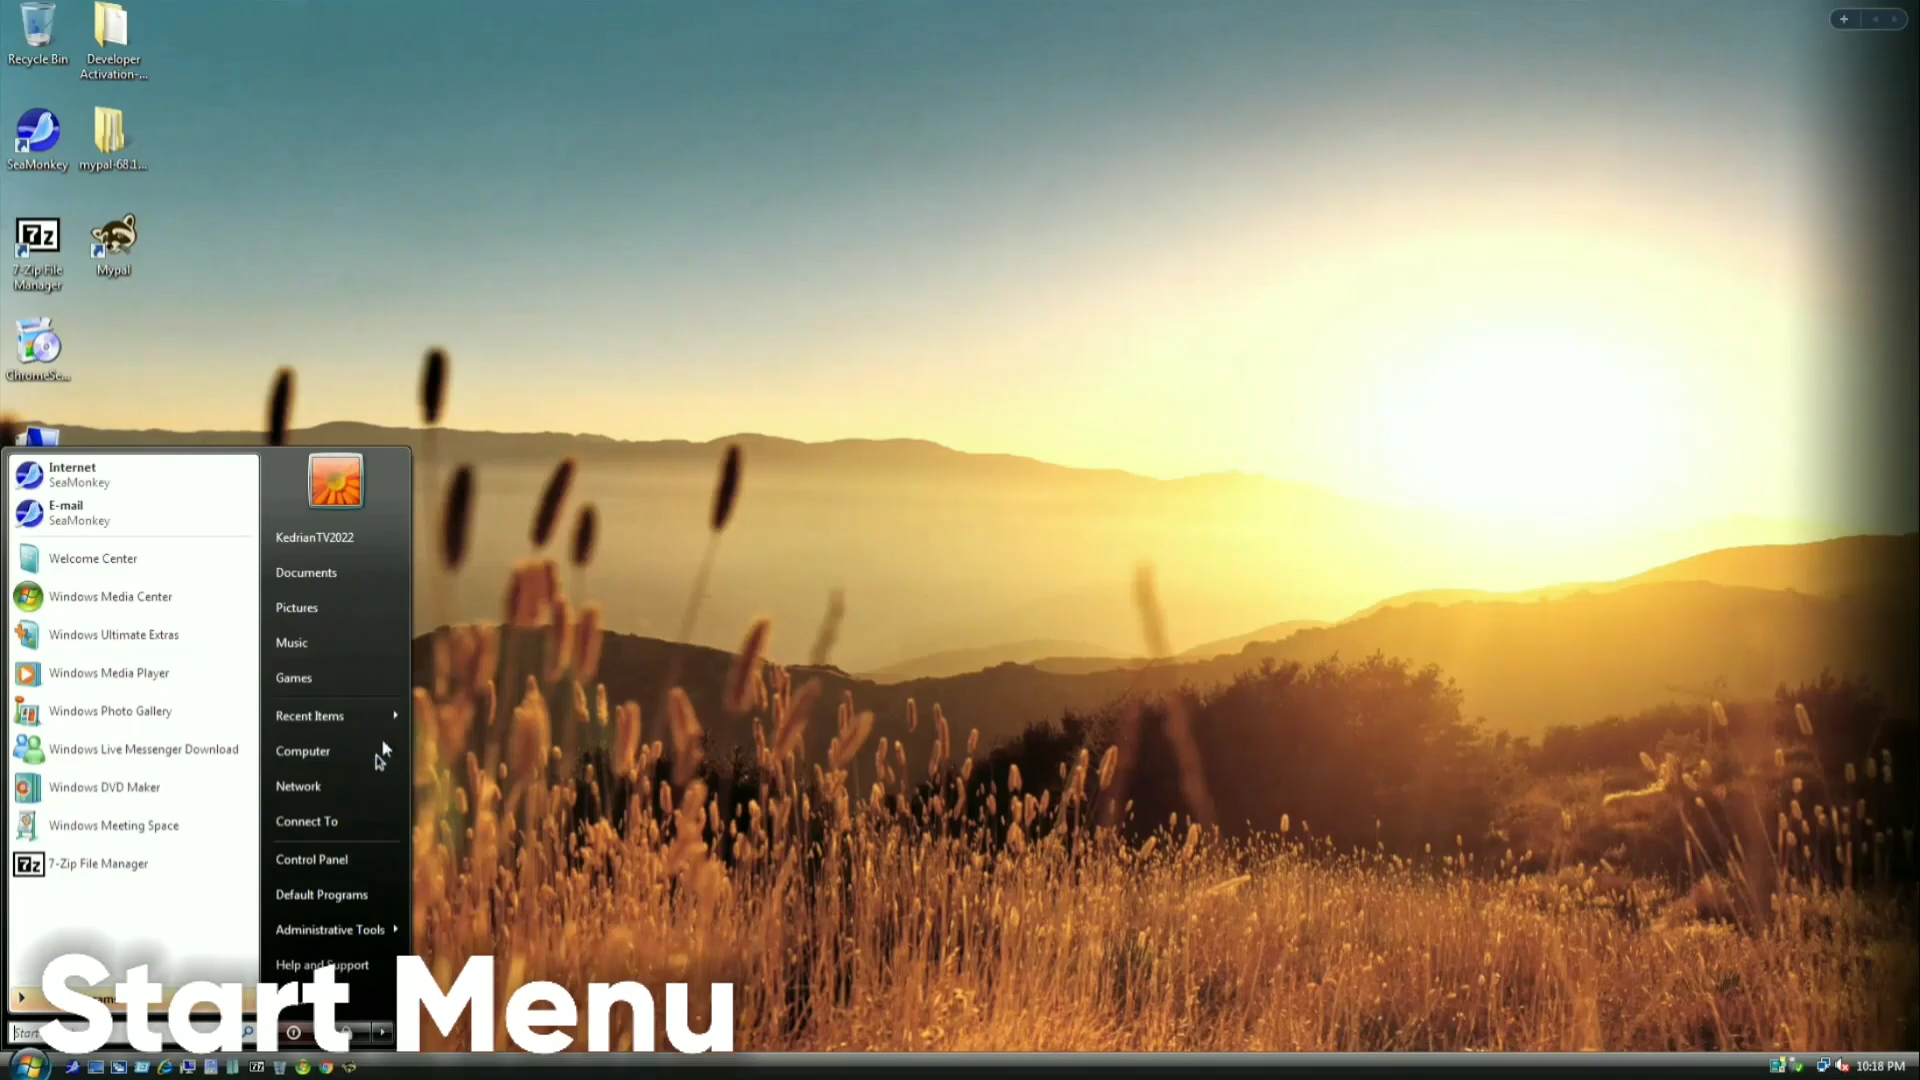 Recycle Bin
Developer
Activation-...
SeaMonkey
mypal-68.1...
7-Zip File
Manager
Mypal
ChromeSe...
Internet
SeaMonkey
E-mail
SeaMonkey
Welcome Center
Windows Media Center
Windows Ultimate Extras
Windows Media Player
Windows Photo Gallery
Windows Live Messenger Download
Windows DVD Maker
Windows Meeting Space
7-Zip File Manager
KedrianTV2022
Documents
Pictures
Music
Games
Recent Items
Computer
Network
Connect To
Control Panel
Default Programs
Administrative Tools
Help and Support
Start
Start Menu
10:18 PM